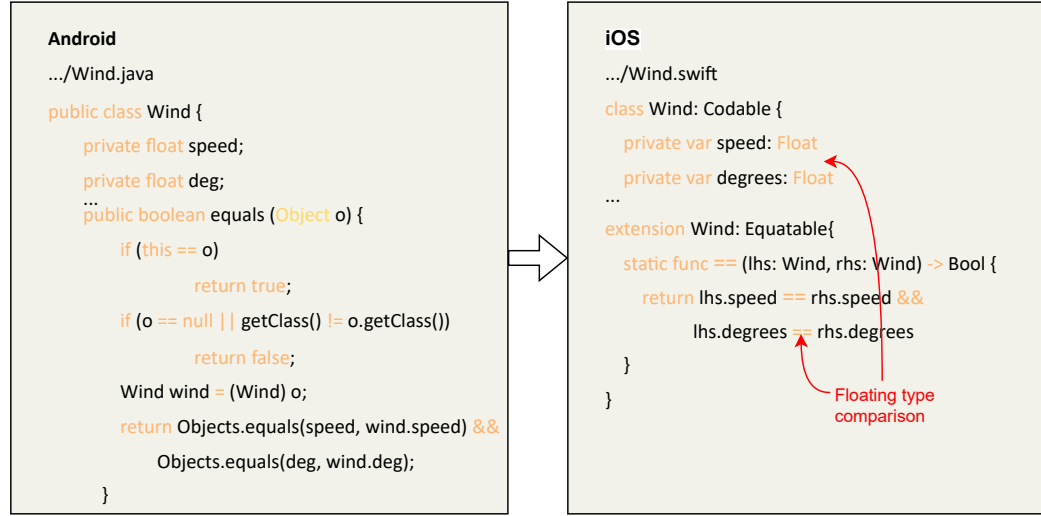 Android
.../Wind.java
public class Wind {
private float speed;
private float deg;
...
public boolean equals (Object o) {
if (this == o)
return true;
if (o == null || getClass() != o.getClass())
return false;
Wind wind = (Wind) o;
return Objects.equals(speed, wind.speed) &&
Objects.equals(deg, wind.deg);
}
iOS
.../Wind.swift
class Wind: Codable {
private var speed: Float
private var degrees: Float
...
extension Wind: Equatable{
static func == (lhs: Wind, rhs: Wind) -> Bool {
return lhs.speed == rhs.speed &&
lhs.degrees == rhs.degrees
}
}
Floating type
comparison